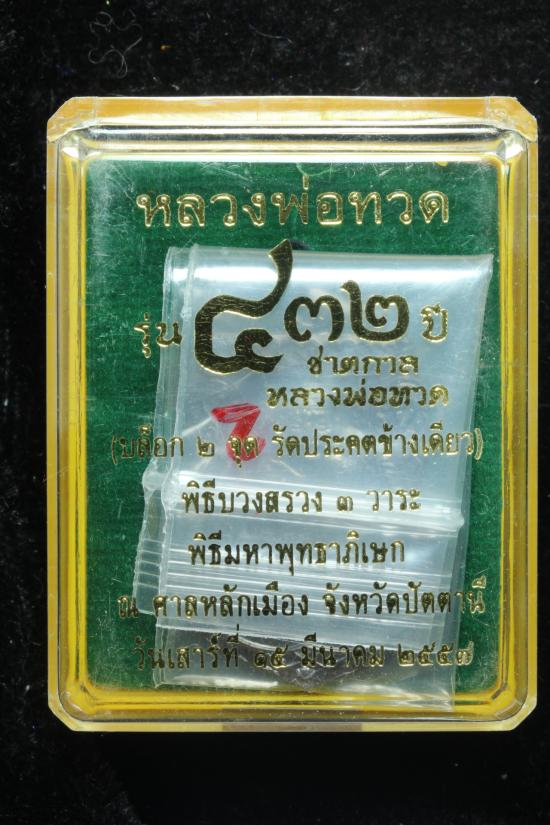 หลวงพ่อทวด
รุ่น ๔๓๒ ปี
ชาตกาล
หลวงพ่อทวด
(บล็อก ๒ จุด รัดประคตข้างเดียว)
พิธีบวงสรวง ๓ วาระ
พิธีมหาพุทธาภิเษก
ณ ศาลหลักเมือง จังหวัดปัตตานี
วันเสาร์ที่ ๑๕ มีนาคม ๒๕๕๗